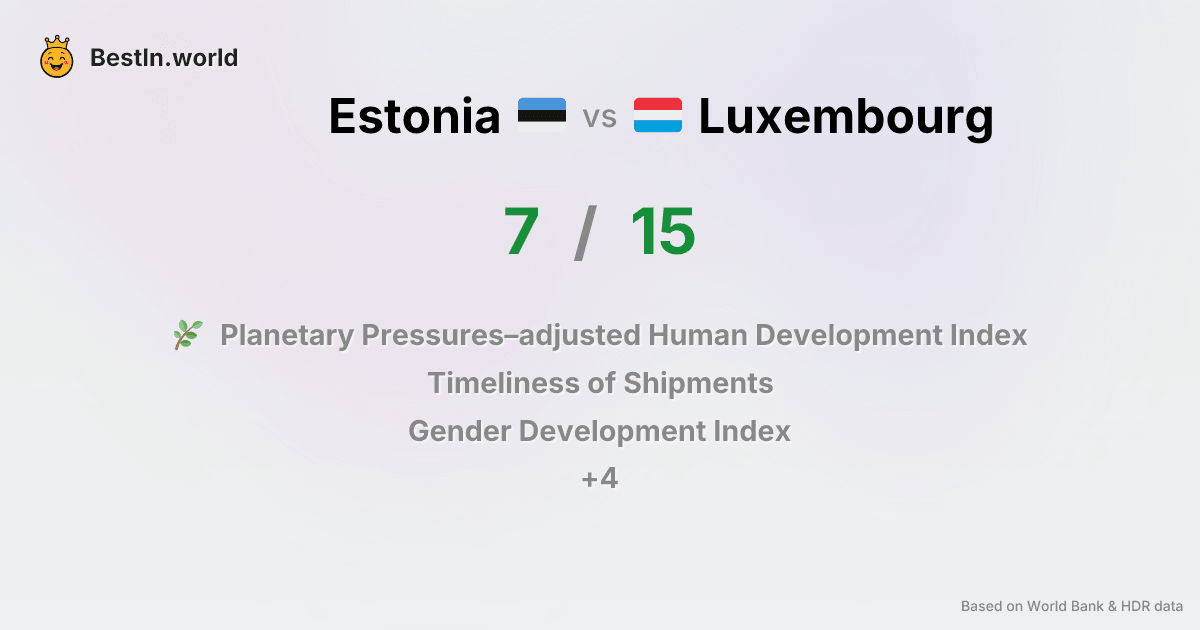 BestIn.world
Estonia vs Luxembourg
7 / 15
Planetary Pressures–adjusted Human Development Index
Timeliness of Shipments
Gender Development Index
+4
Based on World Bank & HDR data